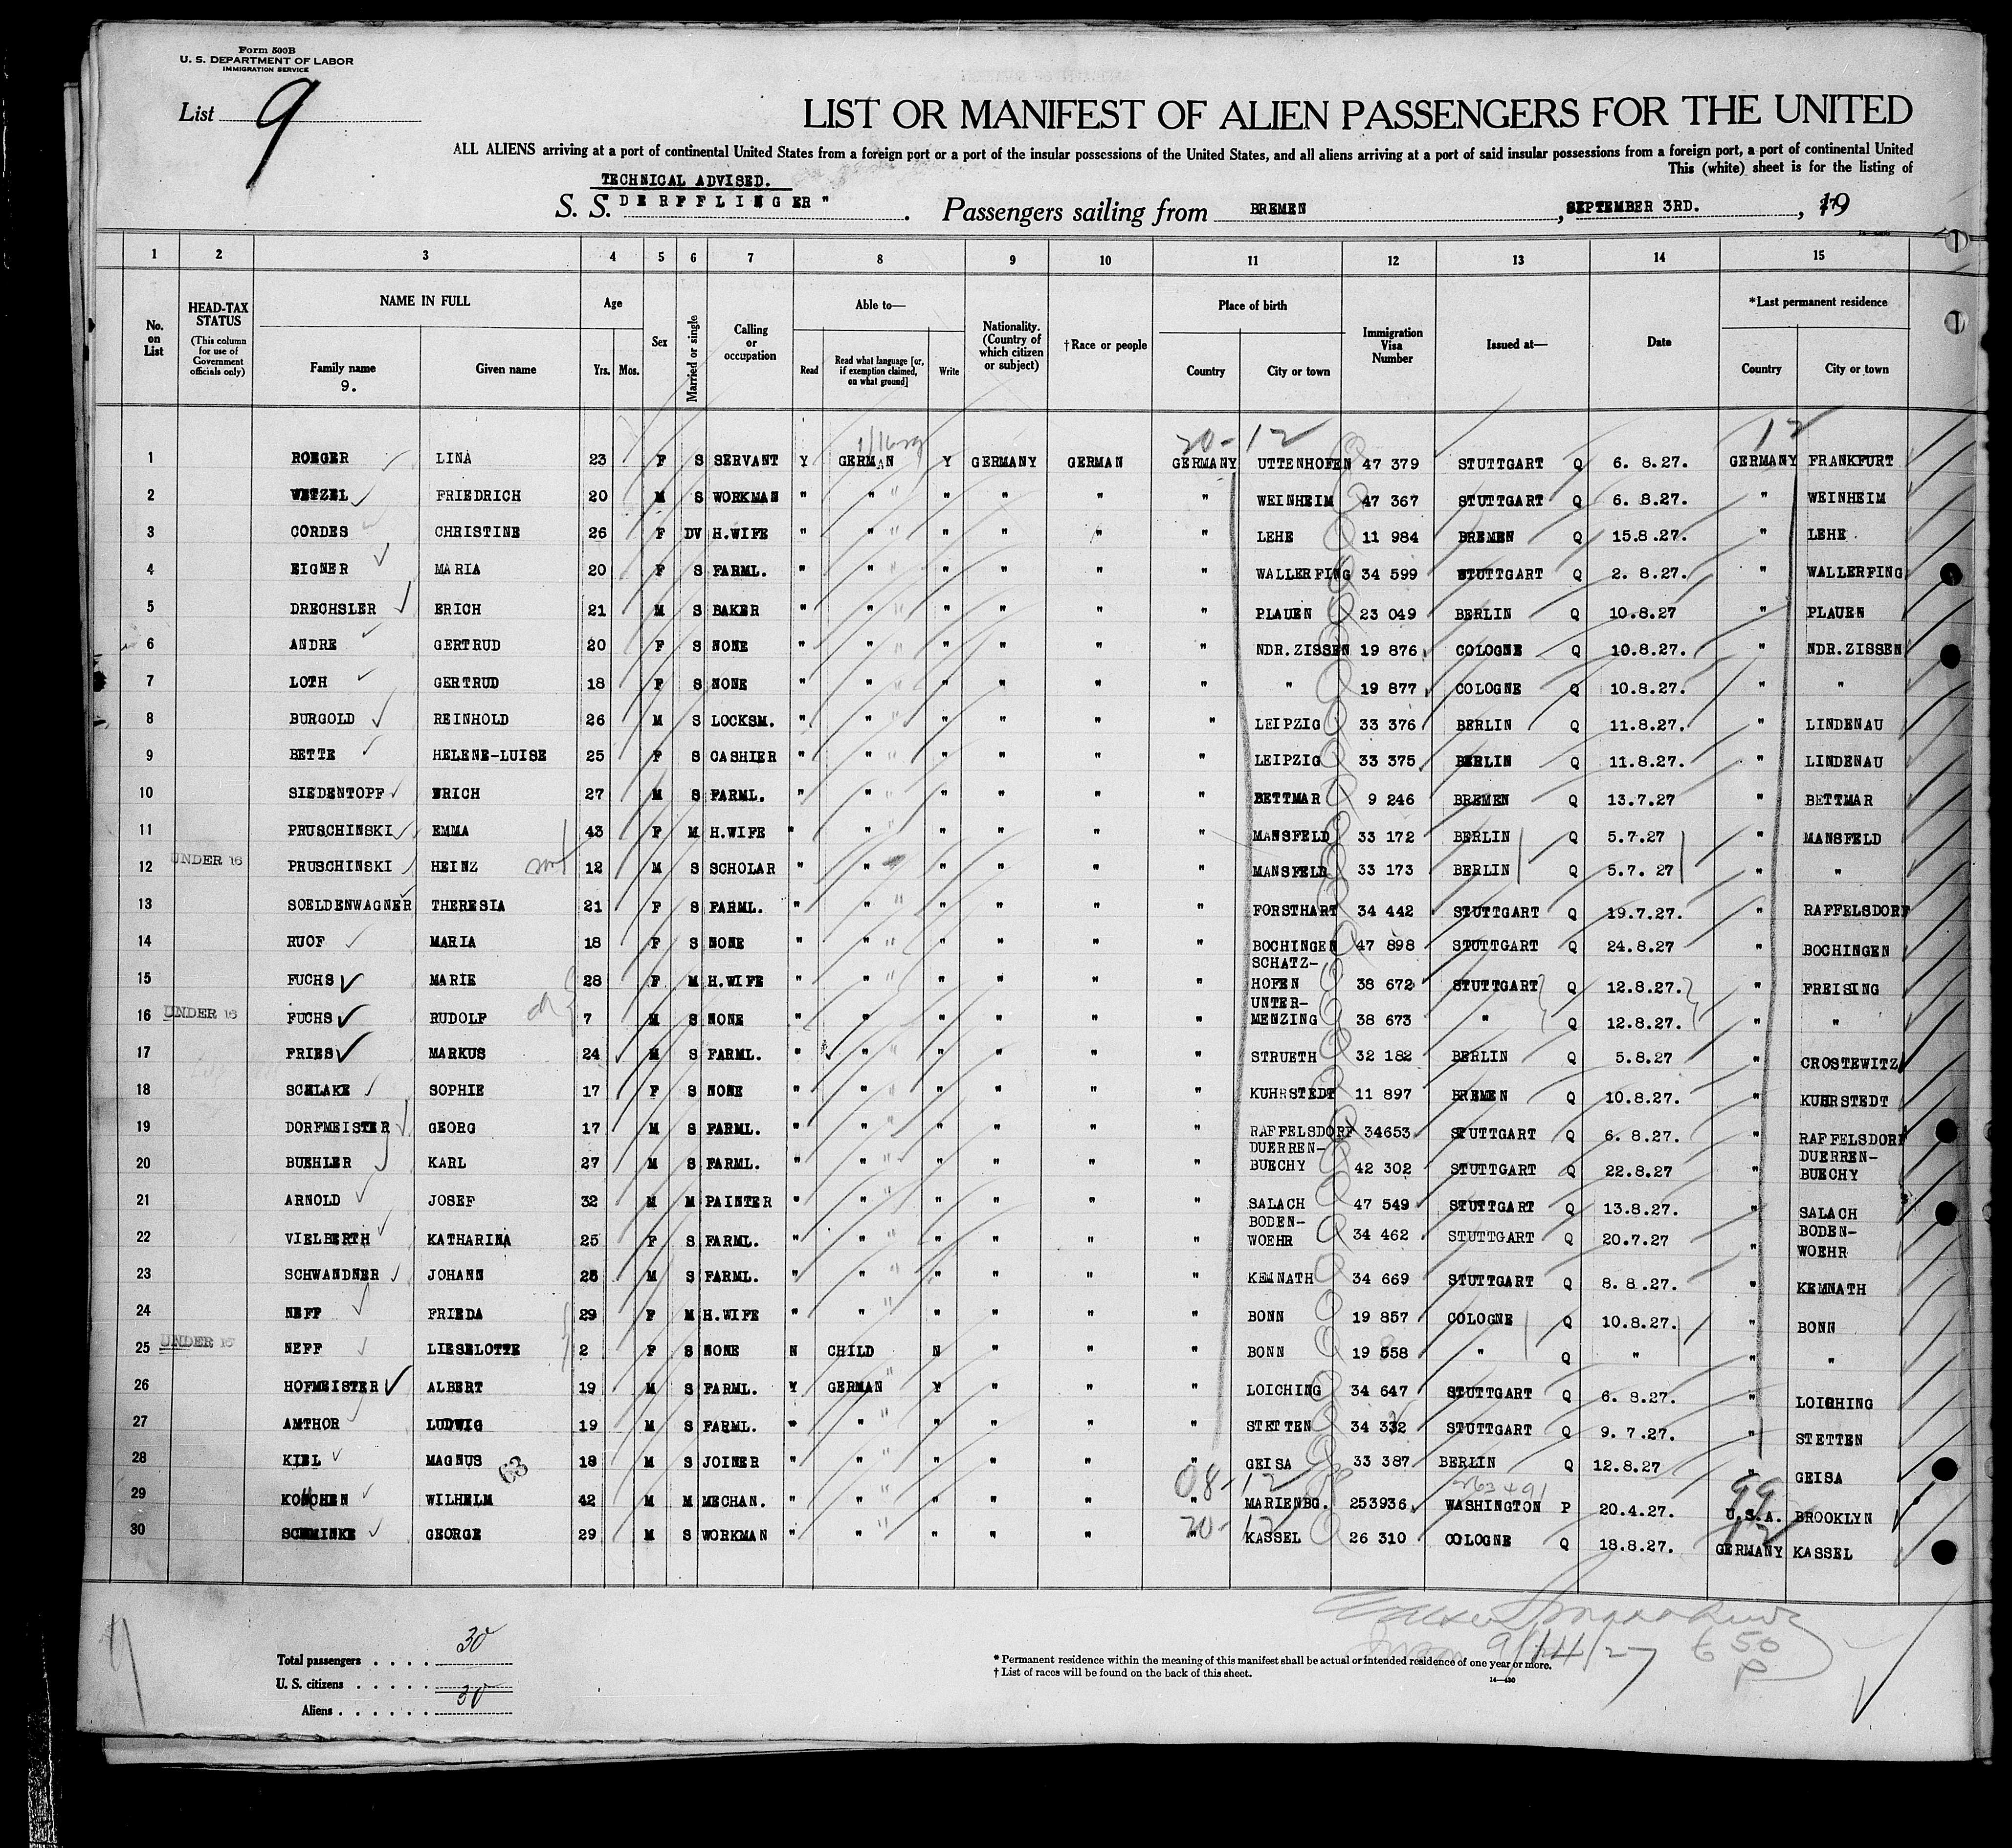 Form 500B
U. S. DEPARTMENT OF LABOR
IMMIGRATION SERVICE
List 9
LIST OR MANIFEST OF ALIEN PASSENGERS FOR THE UNITED
ALL ALIENS arriving at a port of continental United States from a foreign port or a port of the insular possessions of the United States, and all aliens arriving at a port of said insular possessions from a foreign port, a port of continental United
This (white) sheet is for the listing of
TECHNICAL ADVISED.
S. S. "DERFFLINGER". Passengers sailing from BREMEN, SEPTEMBER 3RD., 19
1 2 3 4 5 6 7 8 9 10 11 12 13 14 15
No. on List
HEAD-TAX STATUS (This column for use of Government officials only)
NAME IN FULL
Family name
9.
Given name
Age
Yrs. Mos.
Sex
Married or single
Calling or occupation
Able to—
Read
Read what language [or, if exemption claimed, on what ground]
Write
Nationality. (Country of which citizen or subject)
†Race or people
Place of birth
Country City or town
Immigration Visa Number
Issued at—
Date
*Last permanent residence
Country City or town
20-12 12
1 ROEGER LINA 23 F S SERVANT Y GERMAN Y GERMANY GERMAN GERMANY UTTENHOFEN 47 379 STUTTGART Q 6. 8.27. GERMANY FRANKFURT
2 WETZEL FRIEDRICH 20 M S WORKMAN " " " " " " WEINHEIM 47 367 STUTTGART Q 6. 8.27. " WEINHEIM
3 CORDES CHRISTINE 26 F DV H.WIFE " " " " " " LEHE 11 984 BREMEN Q 15.8.27. " LEHE
4 EIGNER MARIA 20 F S FARML. " " " " " " WALLERFING 34 599 STUTTGART Q 2. 8.27. " WALLERFING
5 DRECHSLER ERICH 21 M S BAKER " " " " " " PLAUEN 23 049 BERLIN Q 10.8.27 " PLAUEN
6 ANDRE GERTRUD 20 F S NONE " " " " " " NDR.ZISSEN 19 876 COLOGNE Q 10.8.27. " NDR.ZISSEN
7 LOTH GERTRUD 18 F S NONE " " " " " " " 19 877 COLOGNE Q 10.8.27. " "
8 BURGOLD REINHOLD 26 M S LOCKSM. " " " " " " LEIPZIG 33 376 BERLIN Q 11.8.27. " LINDENAU
9 BETTE HELENE-LUISE 25 F S CASHIER " " " " " " LEIPZIG 33 375 BERLIN Q 11.8.27. " LINDENAU
10 SIEDENTOPF ERICH 27 M S FARML. " " " " " " BETTMAR 9 246 BREMEN Q 13.7.27 " BETTMAR
11 PRUSCHINSKI EMMA 43 F M H.WIFE " " " " " " MANSFELD 33 172 BERLIN Q 5.7.27 " MANSFELD
12 UNDER 16 PRUSCHINSKI HEINZ 12 M S SCHOLAR " " " " " " MANSFELD 33 173 BERLIN Q 5.7. 27 " "
13 SOELDENWAGNER THERESIA 21 F S FARML. " " " " " " FORSTHART 34 442 STUTTGART Q 19.7.27. " RAFFELSDORF
14 RUOF MARIA 18 F S NONE " " " " " " BOCHINGEN 47 898 STUTTGART Q 24.8.27 " BOCHINGEN
15 FUCHS MARIE 28 F M H.WIFE " " " " " " SCHATZ-HOFEN 38 672 STUTTGART Q 12.8.27. " FREISING
16 UNDER 16 FUCHS RUDOLF 7 M S NONE " " " " " " UNTER-MENZING 38 673 " Q 12.8.27. " "
17 FRIES MARKUS 24 M S FARML. " " " " " " STRUETH 32 182 BERLIN Q 5.8.27 " CROSTEWITZ
18 SCHLAKE SOPHIE 17 F S NONE " " " " " " KUHRSTEDT 11 897 BREMEN Q 10.8.27. " KUHRSTEDT
19 DORFMEISTER GEORG 17 M S FARML. " " " " " " RAFFELSDORF 34653 STUTTGART Q 6. 8.27. " RAFFELSDORF
20 BUEHLER KARL 27 M S FARML. " " " " " " DUERREN-BUECHY 42 302 STUTTGART Q 22.8.27 " DUERREN-BUECHY
21 ARNOLD JOSEF 32 M M PAINTER " " " " " " SALACH 47 549 STUTTGART Q 13.8.27. " SALACH
22 VIELBERTH KATHARINA 25 F S FARML. " " " " " " BODEN-WOEHR 34 462 STUTTGART Q 20.7.27 " BODEN-WOEHR
23 SCHWANDNER JOHANN 26 M S FARML. " " " " " " KEMNATH 34 669 STUTTGART Q 8. 8.27. " KEMNATH
24 NEFF FRIEDA 29 F M H.WIFE " " " " " " BONN 19 857 COLOGNE Q 10.8.27. " BONN
25 UNDER 16 NEFF LIESELOTTE 2 F S NONE N CHILD N " " " BONN 19 858 " Q " " "
26 HOFMEISTER ALBERT 19 M S FARML. Y GERMAN Y " " " LOICHING 34 647 STUTTGART Q 6. 8.27. " LOICHING
27 AMTHOR LUDWIG 19 M S FARML. " " " " " " STETTEN 34 332 STUTTGART Q 9. 7.27. " STETTEN
28 KIEL MAGNUS 18 M S JOINER " " " " " " GEISA 33 387 BERLIN Q 12.8.27 " GEISA
63
08-12 263491 99
29 KOHCHEN WILHELM 42 M M MECHAN. " " " " " " MARIENBG. 253936 WASHINGTON P 20.4.27. U.S.A. BROOKLYN
20-12 12
30 SCHMINKE GEORGE 29 M S WORKMAN " " " " " " KASSEL 26 310 COLOGNE Q 18.8.27. GERMANY KASSEL
Total passengers . . . . 30
U. S. citizens . . . . .
Aliens . . . . . . 30
* Permanent residence within the meaning of this manifest shall be actual or intended residence of one year or more.
† List of races will be found on the back of this sheet.
14—430
9/14/27
650
P